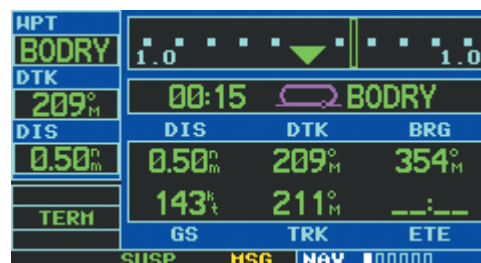 WPT
BODRY
DTK
209°M
DIS
0.50nm
TERM
1.0 1.0
00:15 BODRY
DIS DTK BRG
0.50nm 209°M 354°M
143kt 211°M __:__
GS TRK ETE
SUSP MSG NAV